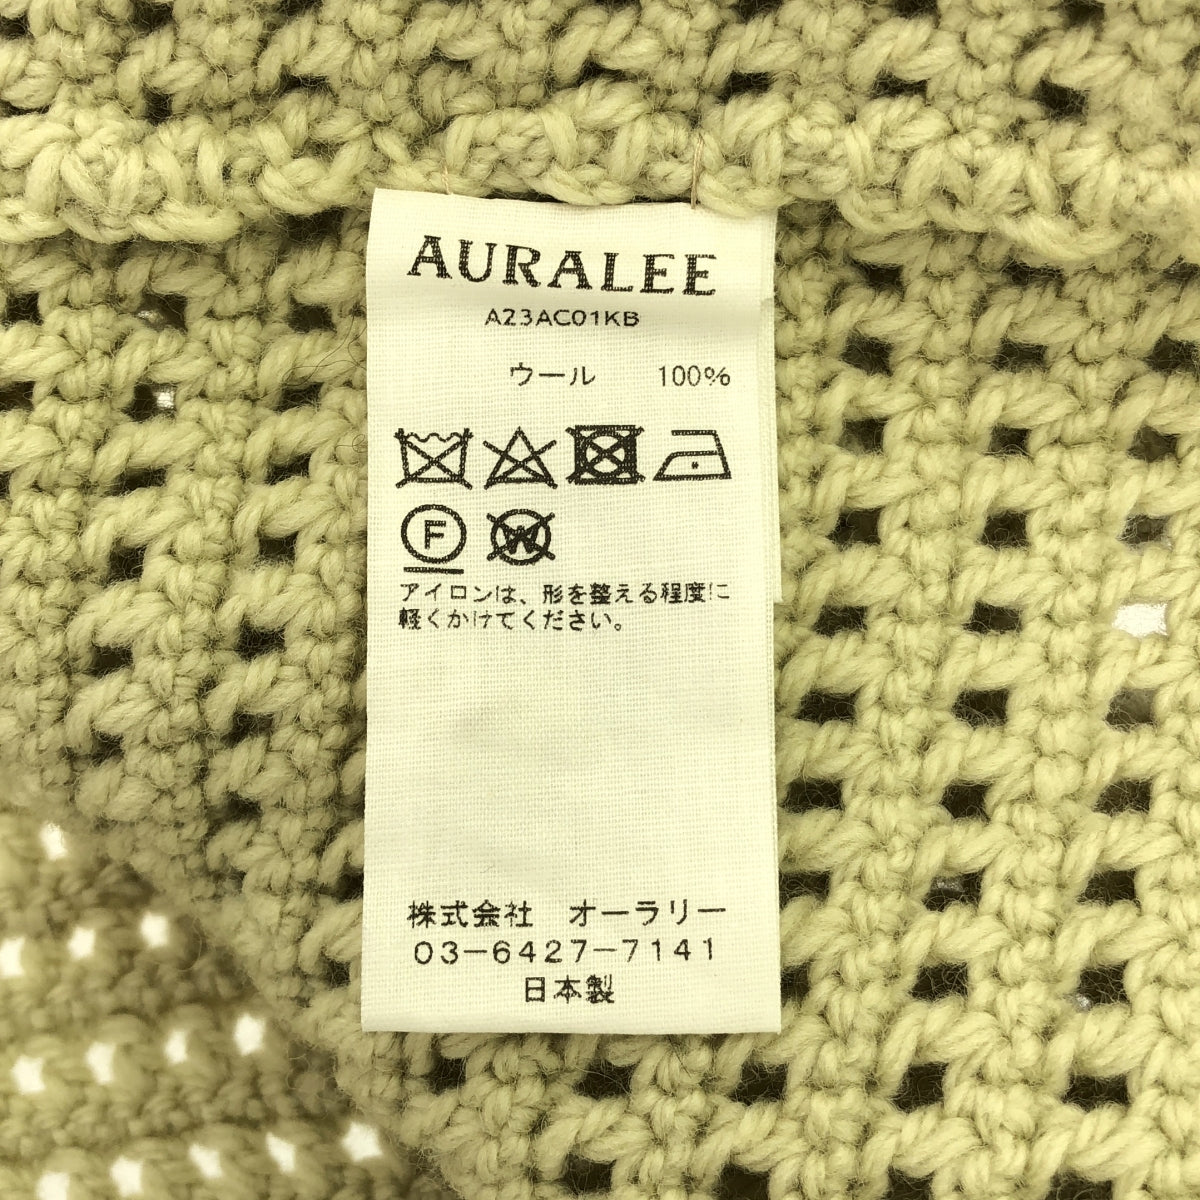 AURALEE
A23AC01KB
ウール 100%
F W
アイロンは、形を整える程度に
軽くかけてください。
株式会社 オーラリー
03-6427-7141
日本製